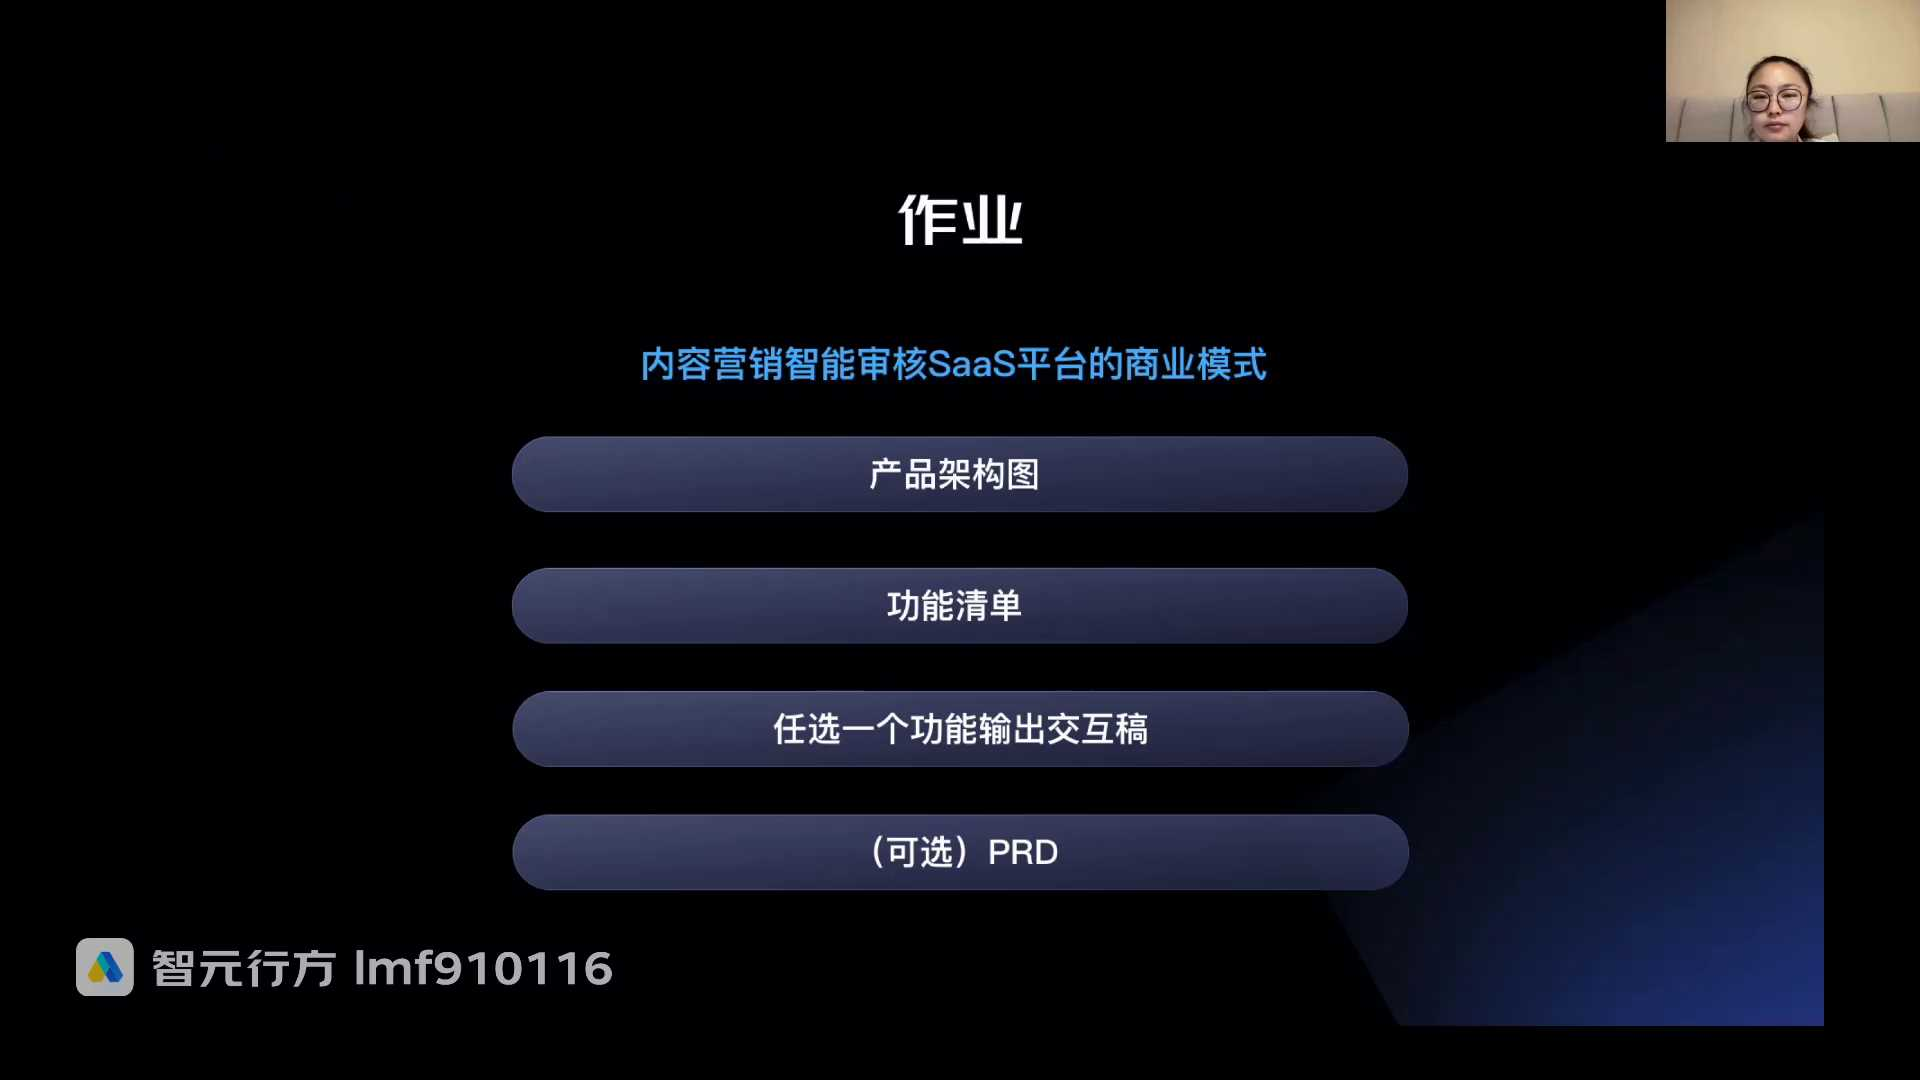 作业
内容营销智能审核SaaS平台的商业模式
产品架构图
功能清单
任选一个功能输出交互稿
（可选）PRD
智元行方 lmf910116